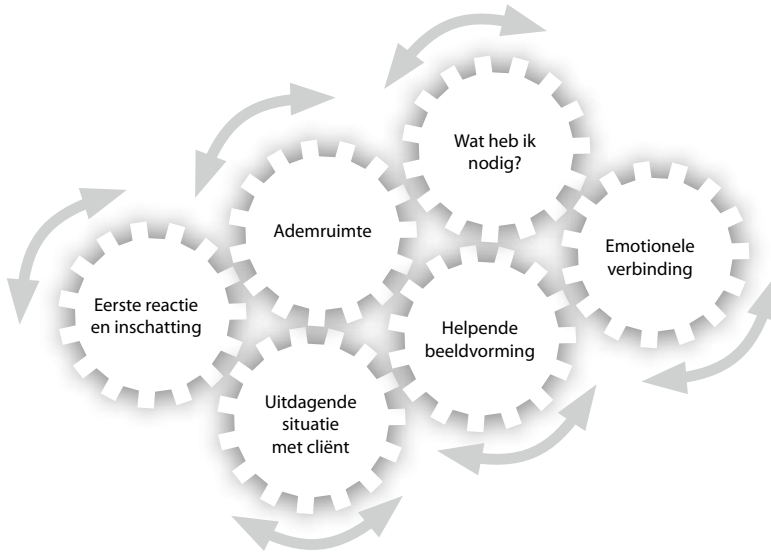 Wat heb ik
nodig?
Ademruimte
Emotionele
verbinding
Eerste reactie
en inschatting
Helpende
beeldvorming
Uitdagende
situatie
met cliënt